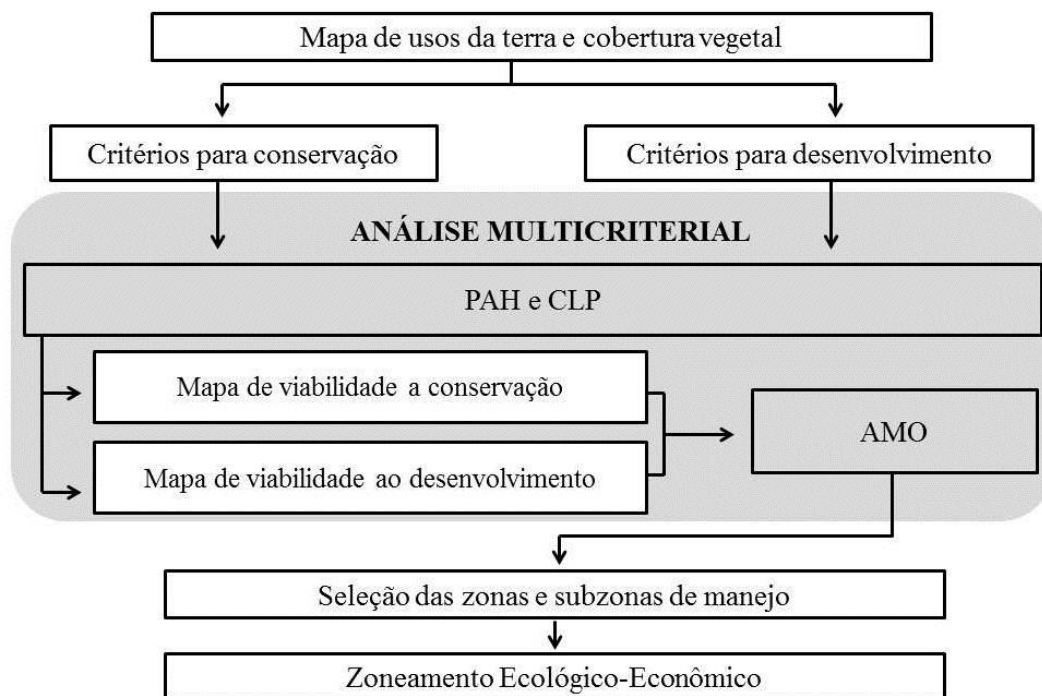 Mapa de usos da terra e cobertura vegetal
Critérios para conservação
Critérios para desenvolvimento
ANÁLISE MULTICRITERIAL
PAH e CLP
Mapa de viabilidade a conservação
AMO
Mapa de viabilidade ao desenvolvimento
Seleção das zonas e subzonas de manejo
Zoneamento Ecológico-Econômico